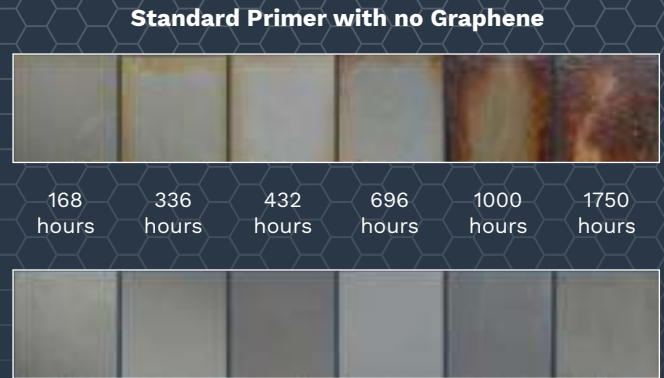 Standard Primer with no Graphene
168 hours
336 hours
432 hours
696 hours
1000 hours
1750 hours